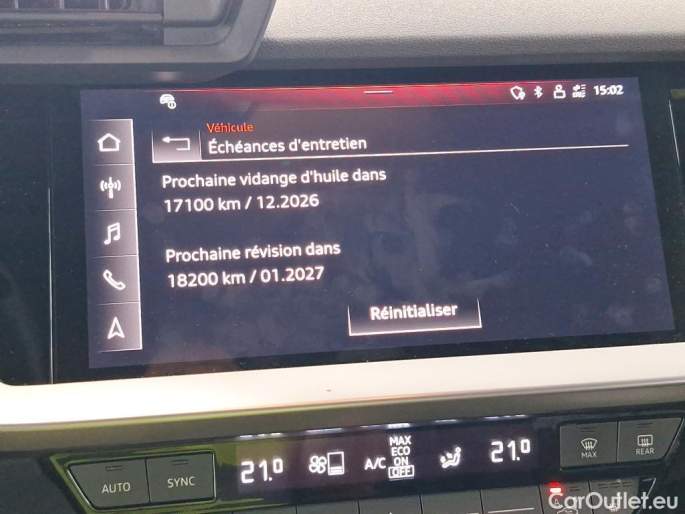 15:02
Véhicule
Échéances d'entretien
Prochaine vidange d'huile dans
17100 km / 12.2026
Prochaine révision dans
18200 km / 01.2027
Réinitialiser
AUTO
SYNC
21.0
A/C
MAX
ECO
ON
OFF
21.0
MAX
REAR
CarOutlet.eu